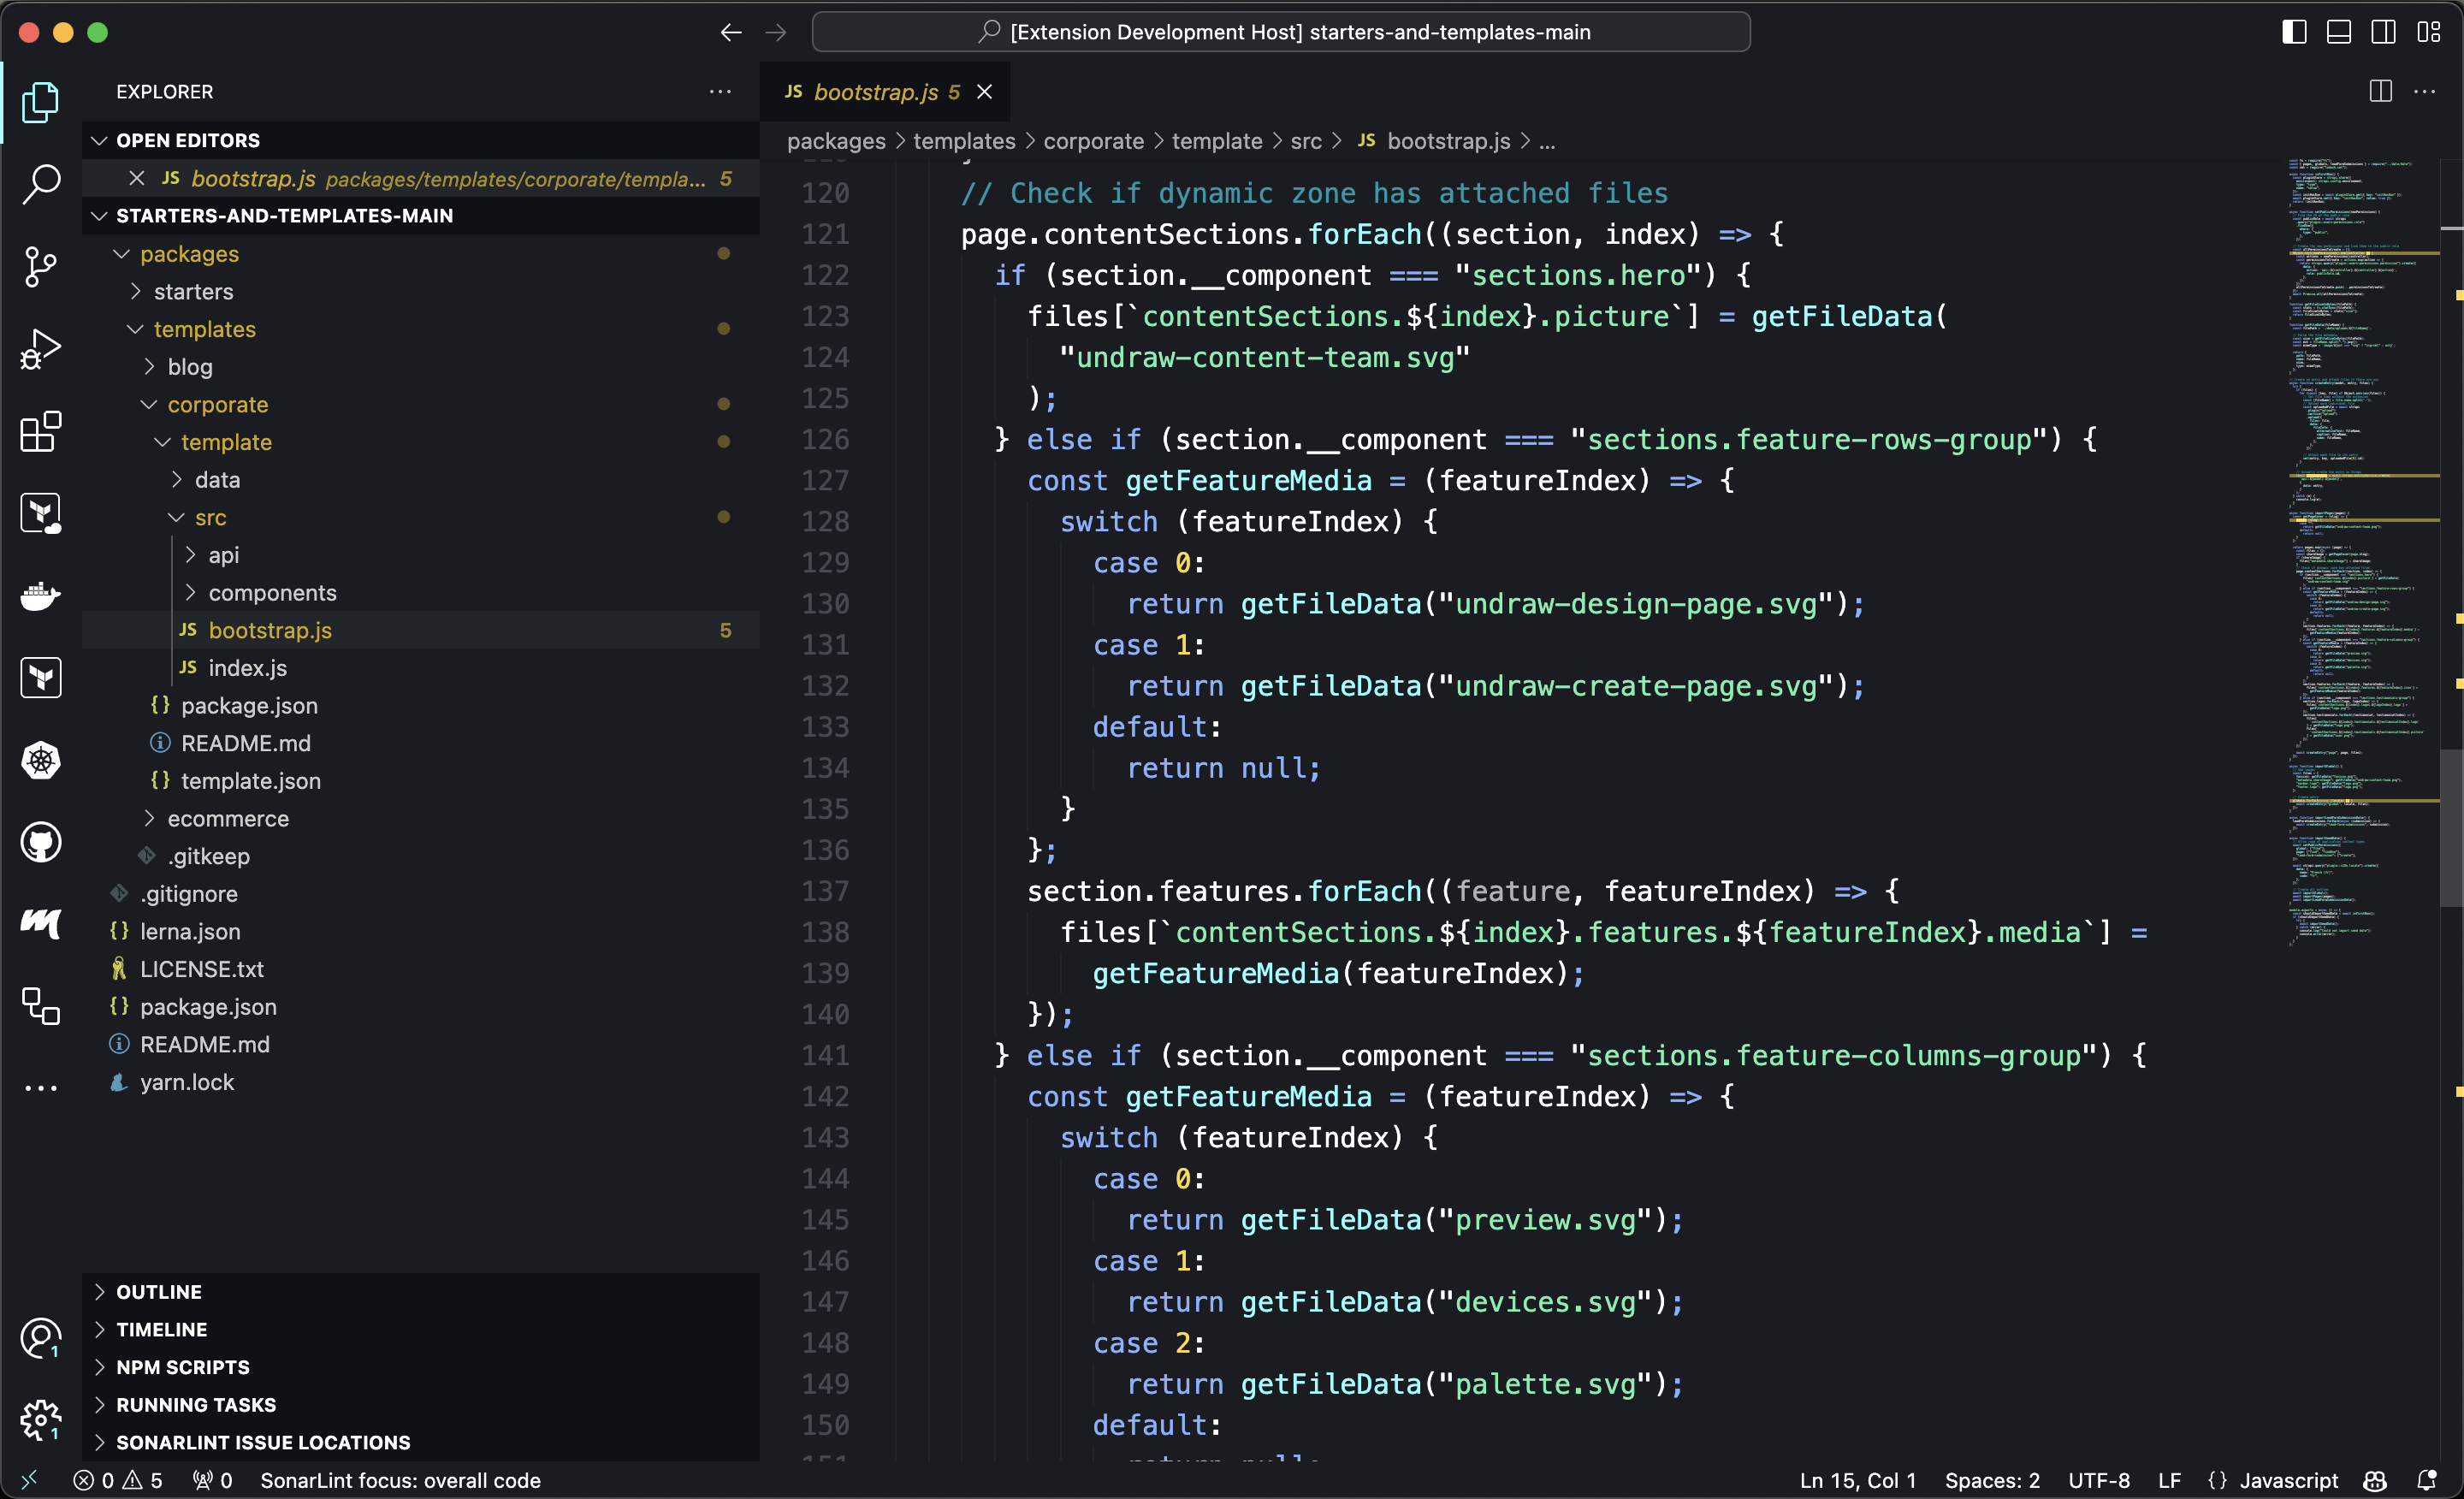 [Extension Development Host] starters-and-templates-main
EXPLORER
OPEN EDITORS
JS bootstrap.js packages/templates/corporate/templa... 5
STARTERS-AND-TEMPLATES-MAIN
packages
starters
templates
blog
corporate
template
data
src
api
components
JS bootstrap.js 5
JS index.js
{} package.json
README.md
{} template.json
ecommerce
.gitkeep
.gitignore
{} lerna.json
LICENSE.txt
{} package.json
README.md
yarn.lock
OUTLINE
TIMELINE
NPM SCRIPTS
RUNNING TASKS
SONARLINT ISSUE LOCATIONS
1
1
JS bootstrap.js 5
packages > templates > corporate > template > src > JS bootstrap.js > ...
120 // Check if dynamic zone has attached files
121 page.contentSections.forEach((section, index) => {
122 if (section.__component === "sections.hero") {
123 files[`contentSections.${index}.picture`] = getFileData(
124 "undraw-content-team.svg"
125 );
126 } else if (section.__component === "sections.feature-rows-group") {
127 const getFeatureMedia = (featureIndex) => {
128 switch (featureIndex) {
129 case 0:
130 return getFileData("undraw-design-page.svg");
131 case 1:
132 return getFileData("undraw-create-page.svg");
133 default:
134 return null;
135 }
136 };
137 section.features.forEach((feature, featureIndex) => {
138 files[`contentSections.${index}.features.${featureIndex}.media`] =
139 getFeatureMedia(featureIndex);
140 });
141 } else if (section.__component === "sections.feature-columns-group") {
142 const getFeatureMedia = (featureIndex) => {
143 switch (featureIndex) {
144 case 0:
145 return getFileData("preview.svg");
146 case 1:
147 return getFileData("devices.svg");
148 case 2:
149 return getFileData("palette.svg");
150 default:
0 5 0 SonarLint focus: overall code
Ln 15, Col 1 Spaces: 2 UTF-8 LF {} Javascript